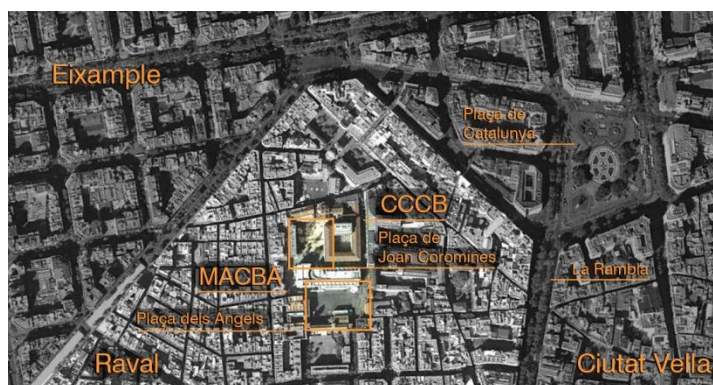 Eixample
Plaça de
Catalunya
CCCB
Plaça de
Joan Coromines
MACBA
La Rambla
Plaça dels Àngels
Raval
Ciutat Vella